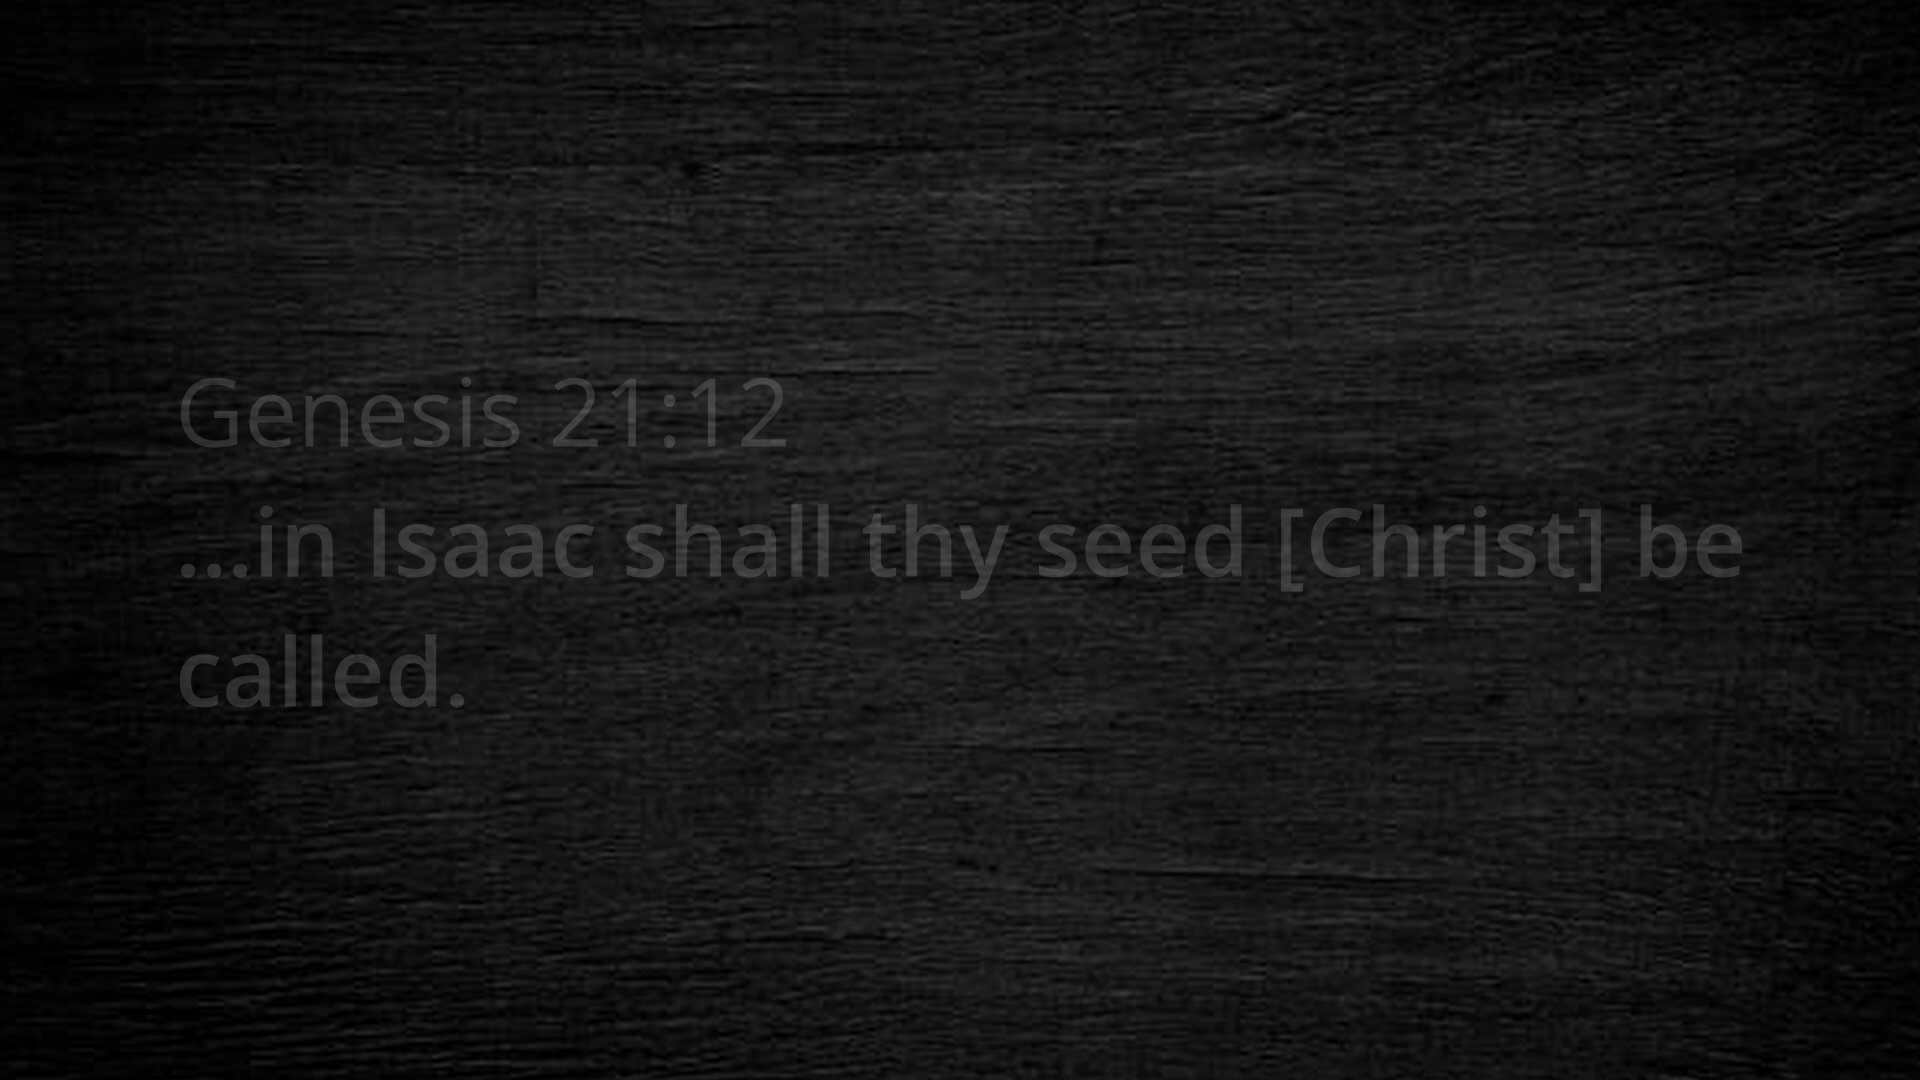 Genesis 21:12
...in Isaac shall thy seed [Christ] be
called.